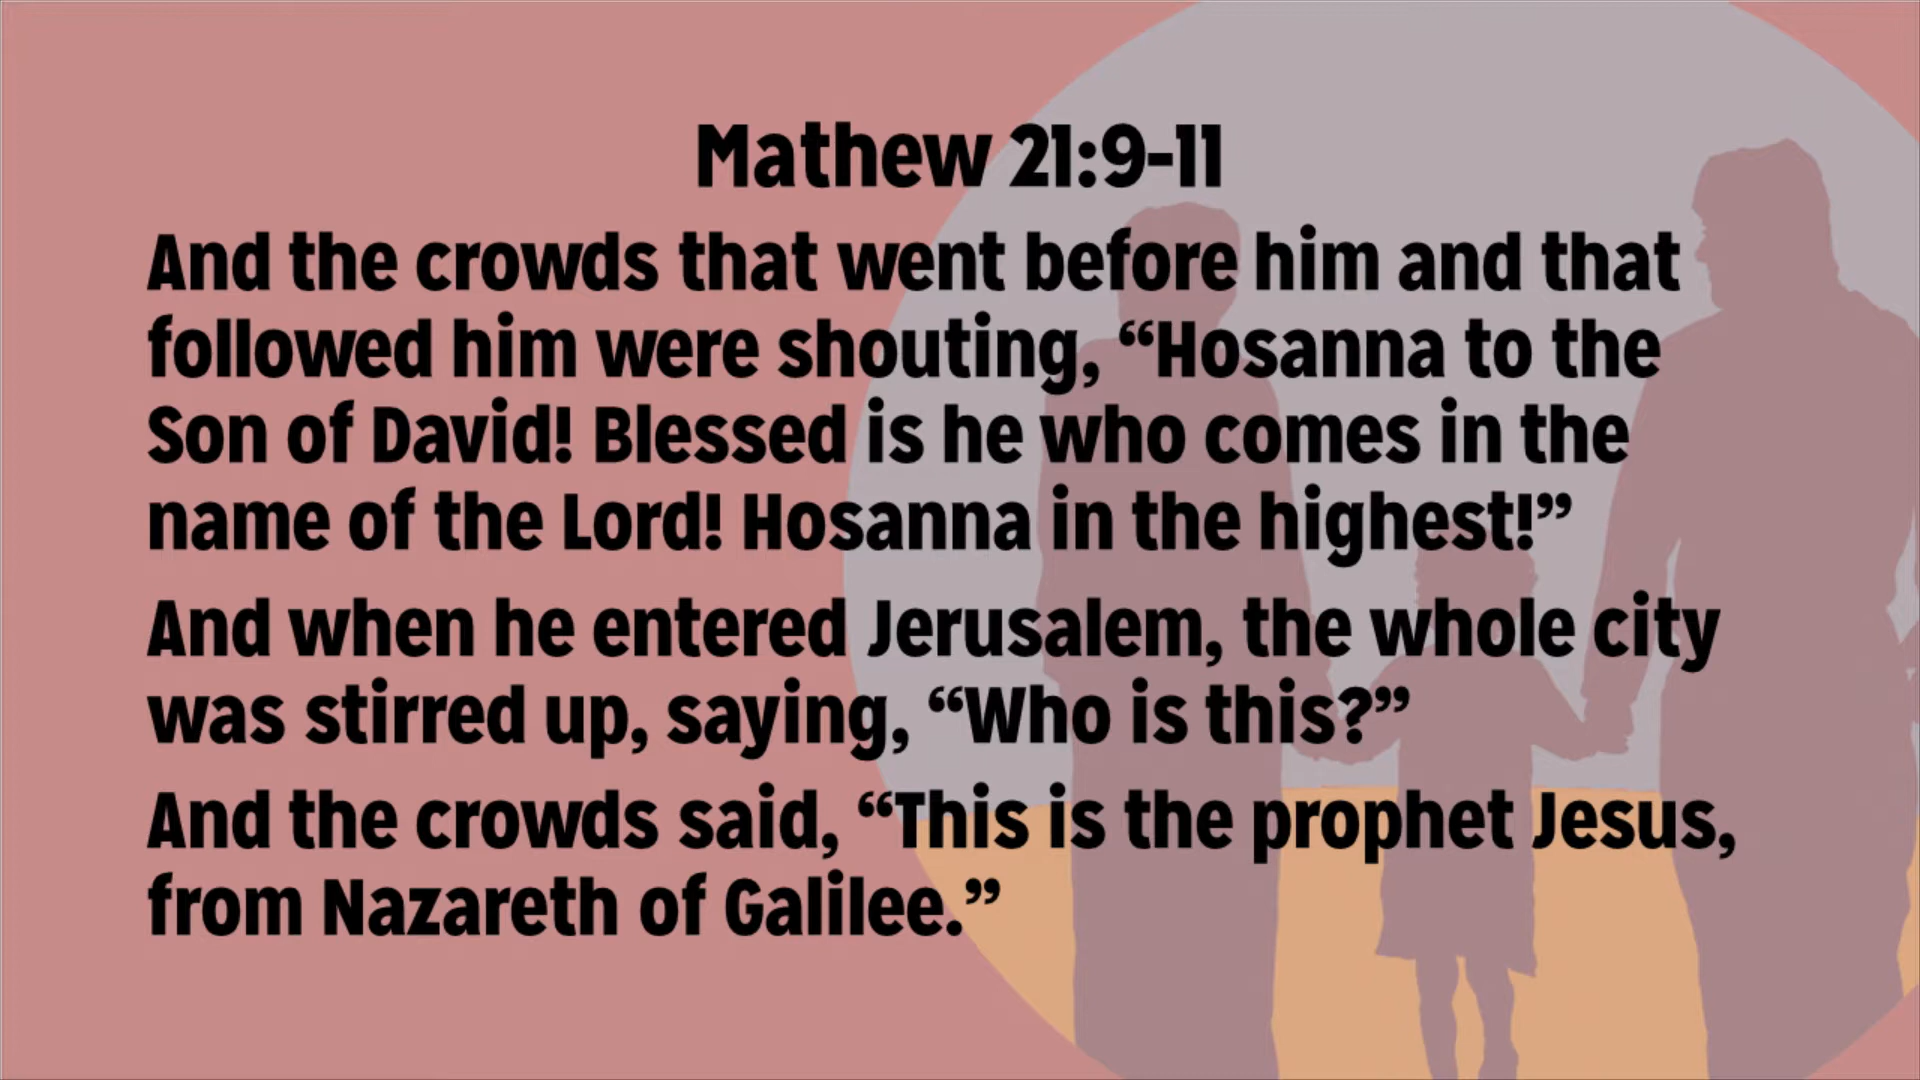 Mathew 21:9-11
And the crowds that went before him and that
followed him were shouting, “Hosanna to the
Son of David! Blessed is he who comes in the
name of the Lord! Hosanna in the highest!”
And when he entered Jerusalem, the whole city
was stirred up, saying, “Who is this?”
And the crowds said, “This is the prophet Jesus,
from Nazareth of Galilee.”